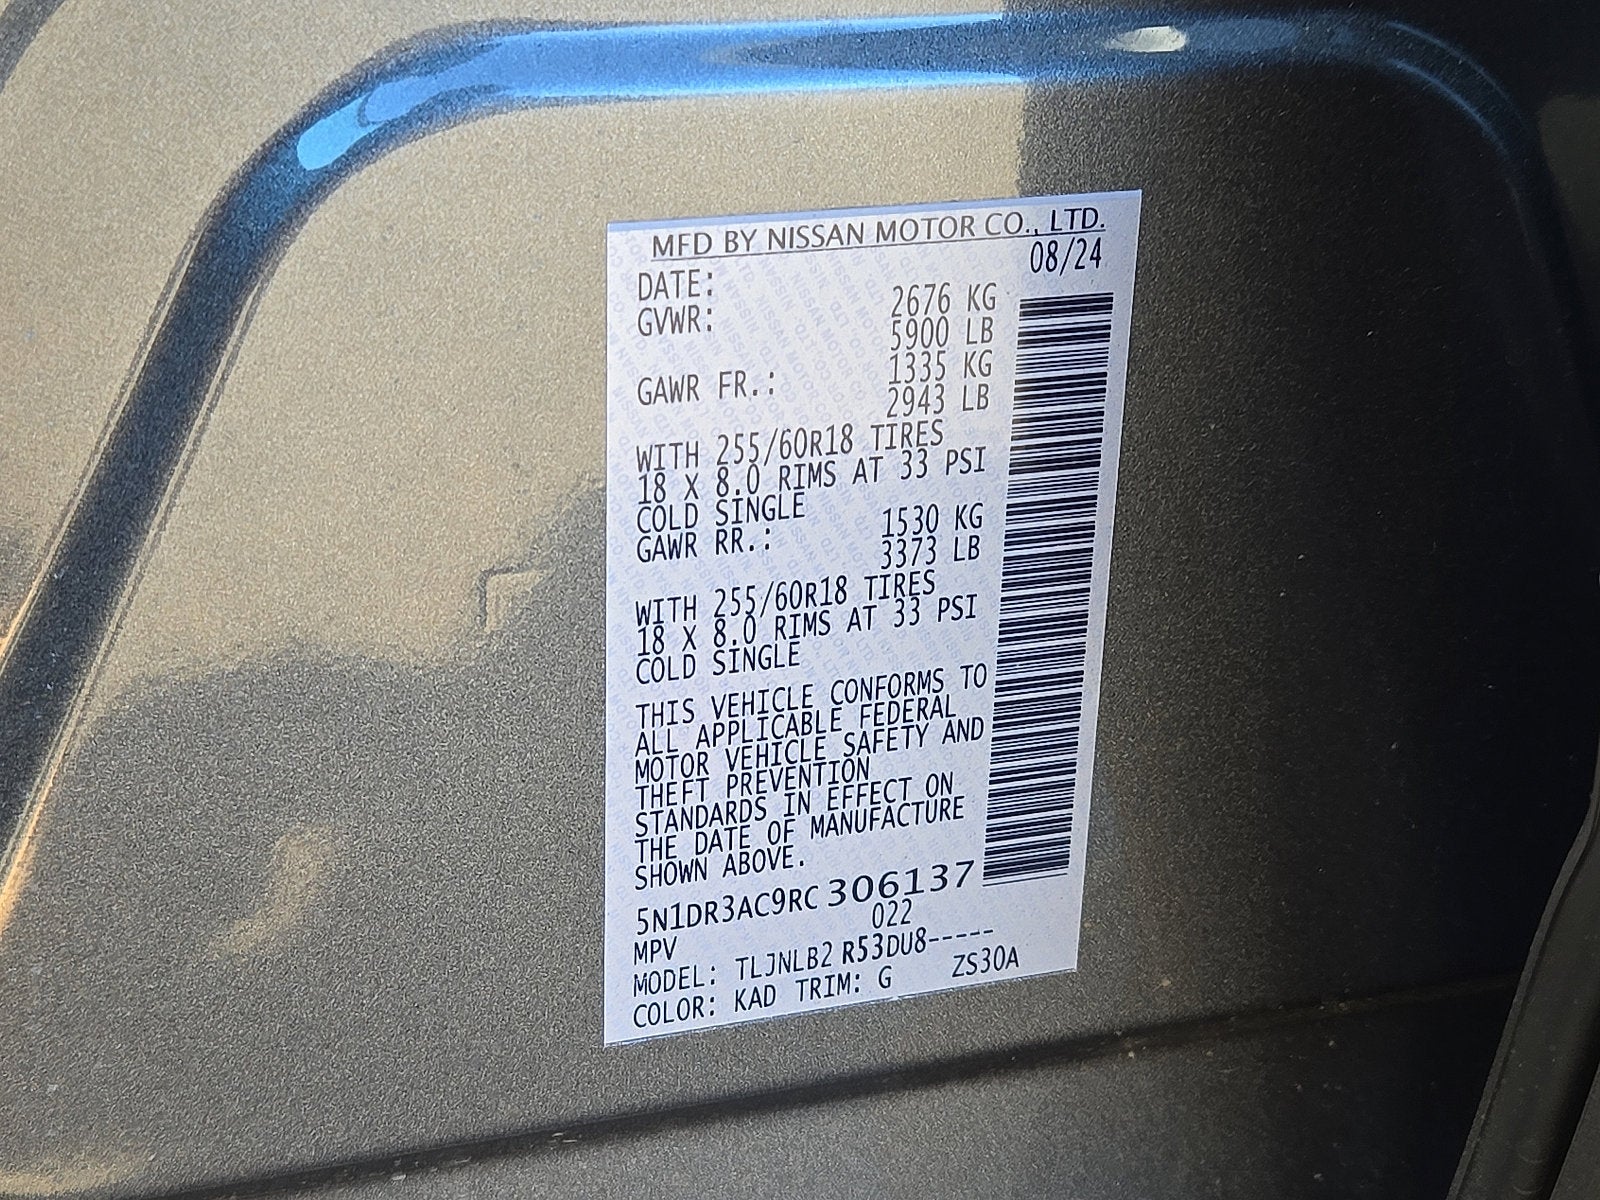 MFD BY NISSAN MOTOR CO., LTD.
DATE: 08/24
GVWR: 2676 KG
5900 LB
GAWR FR.: 1335 KG
2943 LB
WITH 255/60R18 TIRES
18 X 8.0 RIMS AT 33 PSI
COLD SINGLE
GAWR RR.: 1530 KG
3373 LB
WITH 255/60R18 TIRES
18 X 8.0 RIMS AT 33 PSI
COLD SINGLE
THIS VEHICLE CONFORMS TO
ALL APPLICABLE FEDERAL
MOTOR VEHICLE SAFETY AND
THEFT PREVENTION
STANDARDS IN EFFECT ON
THE DATE OF MANUFACTURE
SHOWN ABOVE.
5N1DR3AC9RC 306137
MPV 022
MODEL: TLJNLB2 R53DU8-----
COLOR: KAD TRIM: G ZS30A